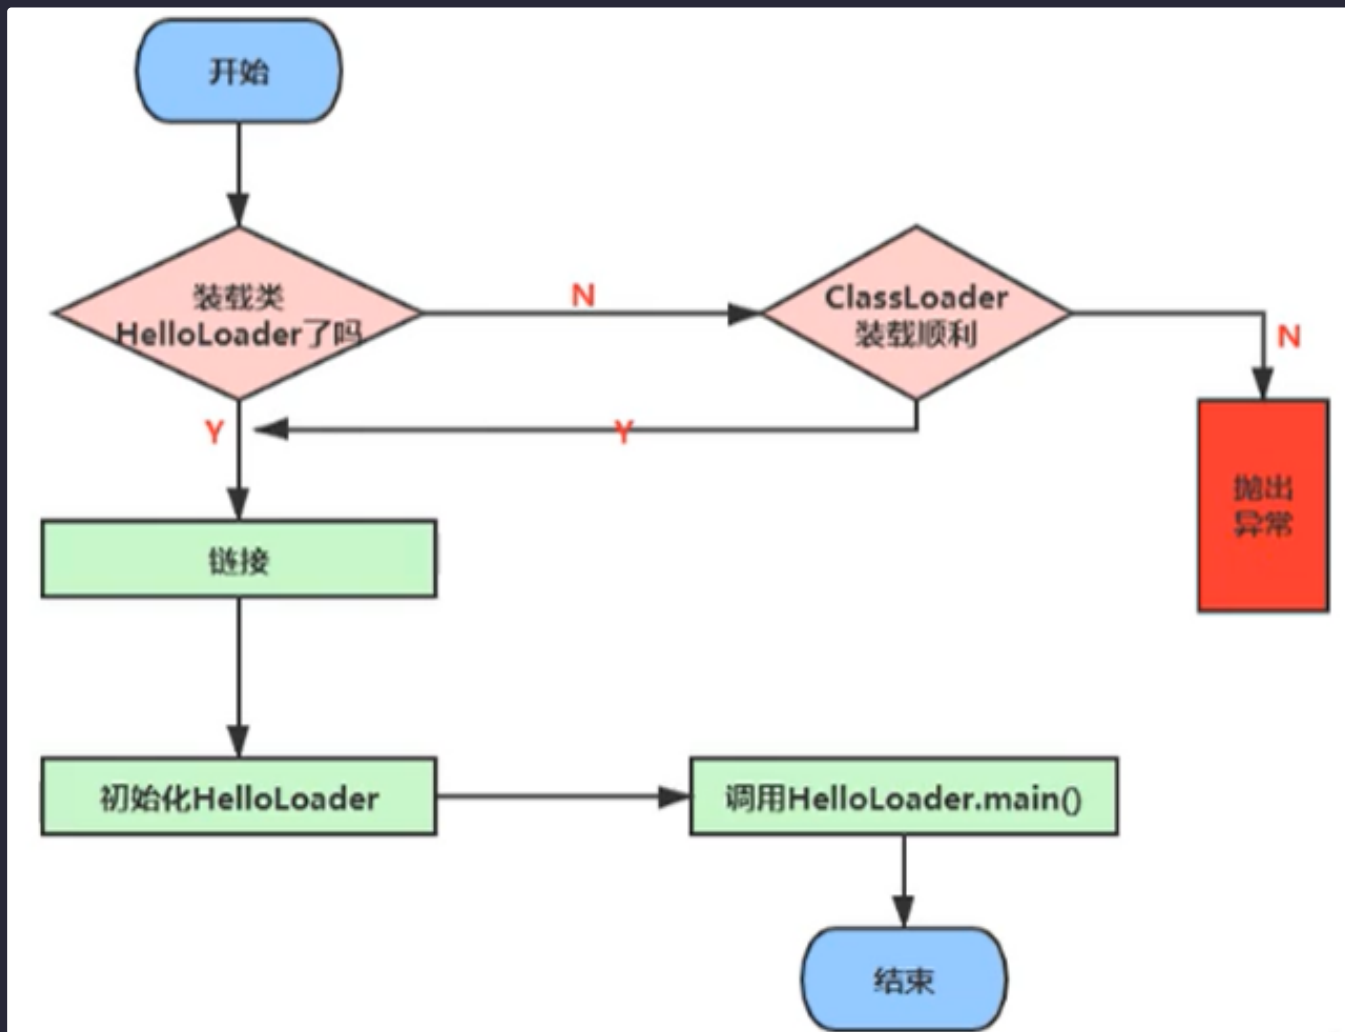 开始
装载类
HelloLoader了吗
N
ClassLoader
装载顺利
N
Y
Y
抛出
异常
链接
初始化HelloLoader
调用HelloLoader.main()
结束